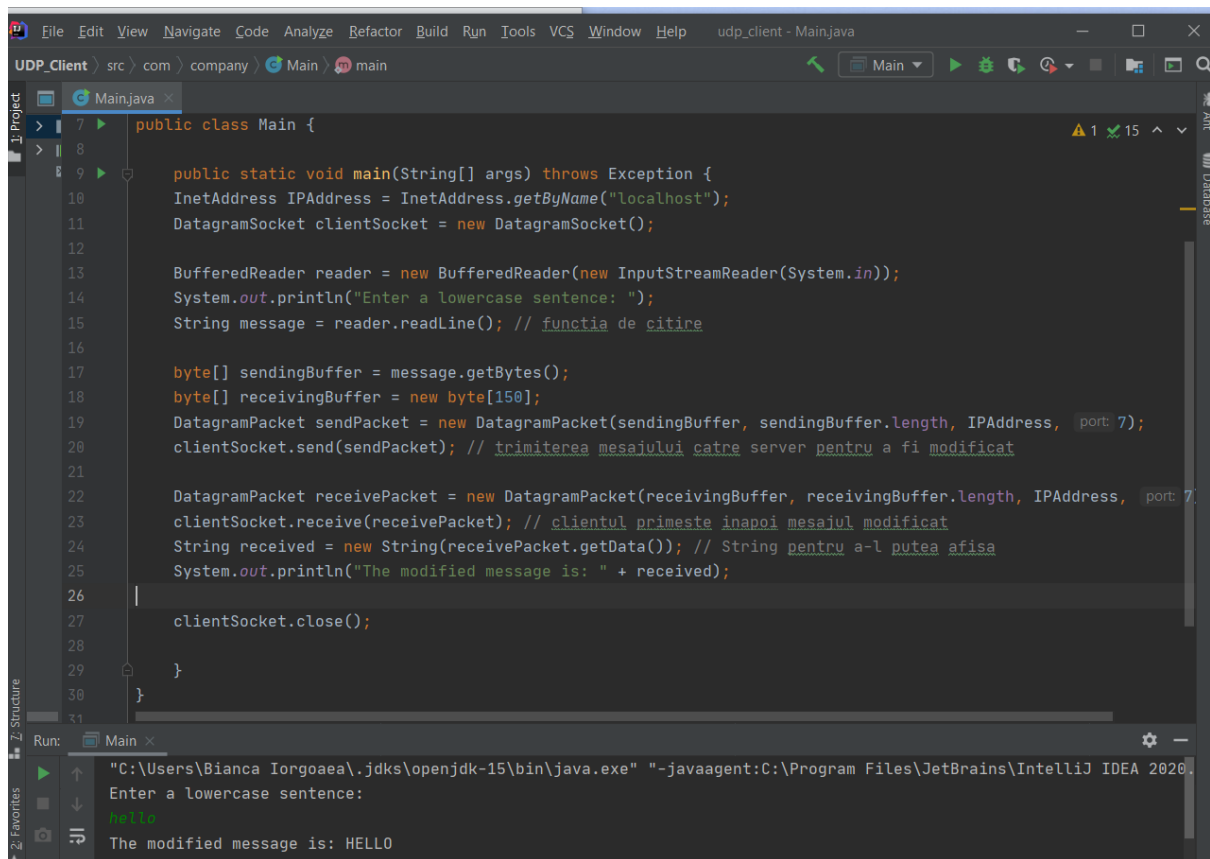 File Edit View Navigate Code Analyze Refactor Build Run Tools VCS Window Help udp_client - Main.java
UDP_Client src com company Main main Main
1: Project
Main.java
Ant
Database
1 15
7 public class Main {
8
9 public static void main(String[] args) throws Exception {
10 InetAddress IPAddress = InetAddress.getByName("localhost");
11 DatagramSocket clientSocket = new DatagramSocket();
12
13 BufferedReader reader = new BufferedReader(new InputStreamReader(System.in));
14 System.out.println("Enter a lowercase sentence: ");
15 String message = reader.readLine(); // functia de citire
16
17 byte[] sendingBuffer = message.getBytes();
18 byte[] receivingBuffer = new byte[150];
19 DatagramPacket sendPacket = new DatagramPacket(sendingBuffer, sendingBuffer.length, IPAddress, port: 7);
20 clientSocket.send(sendPacket); // trimiterea mesajului catre server pentru a fi modificat
21
22 DatagramPacket receivePacket = new DatagramPacket(receivingBuffer, receivingBuffer.length, IPAddress, port: 7
23 clientSocket.receive(receivePacket); // clientul primeste inapoi mesajul modificat
24 String received = new String(receivePacket.getData()); // String pentru a-l putea afisa
25 System.out.println("The modified message is: " + received);
26
27 clientSocket.close();
28
29 }
30 }
31
7: Structure
2: Favorites
Run: Main
"C:\Users\Bianca Iorgoaea\.jdks\openjdk-15\bin\java.exe" "-javaagent:C:\Program Files\JetBrains\IntelliJ IDEA 2020.
Enter a lowercase sentence:
hello
The modified message is: HELLO